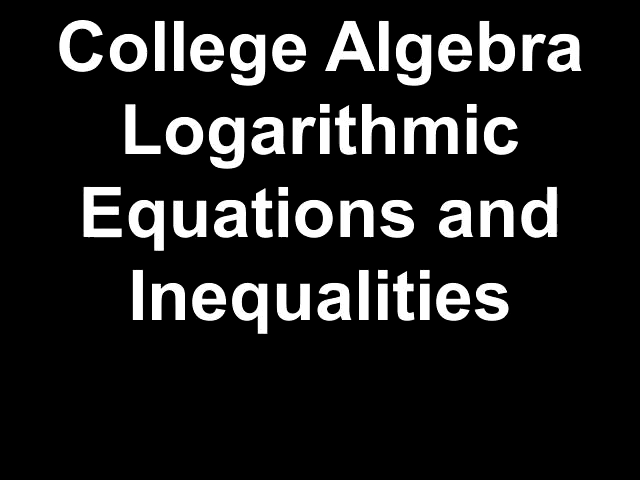 College Algebra
Logarithmic
Equations and
Inequalities